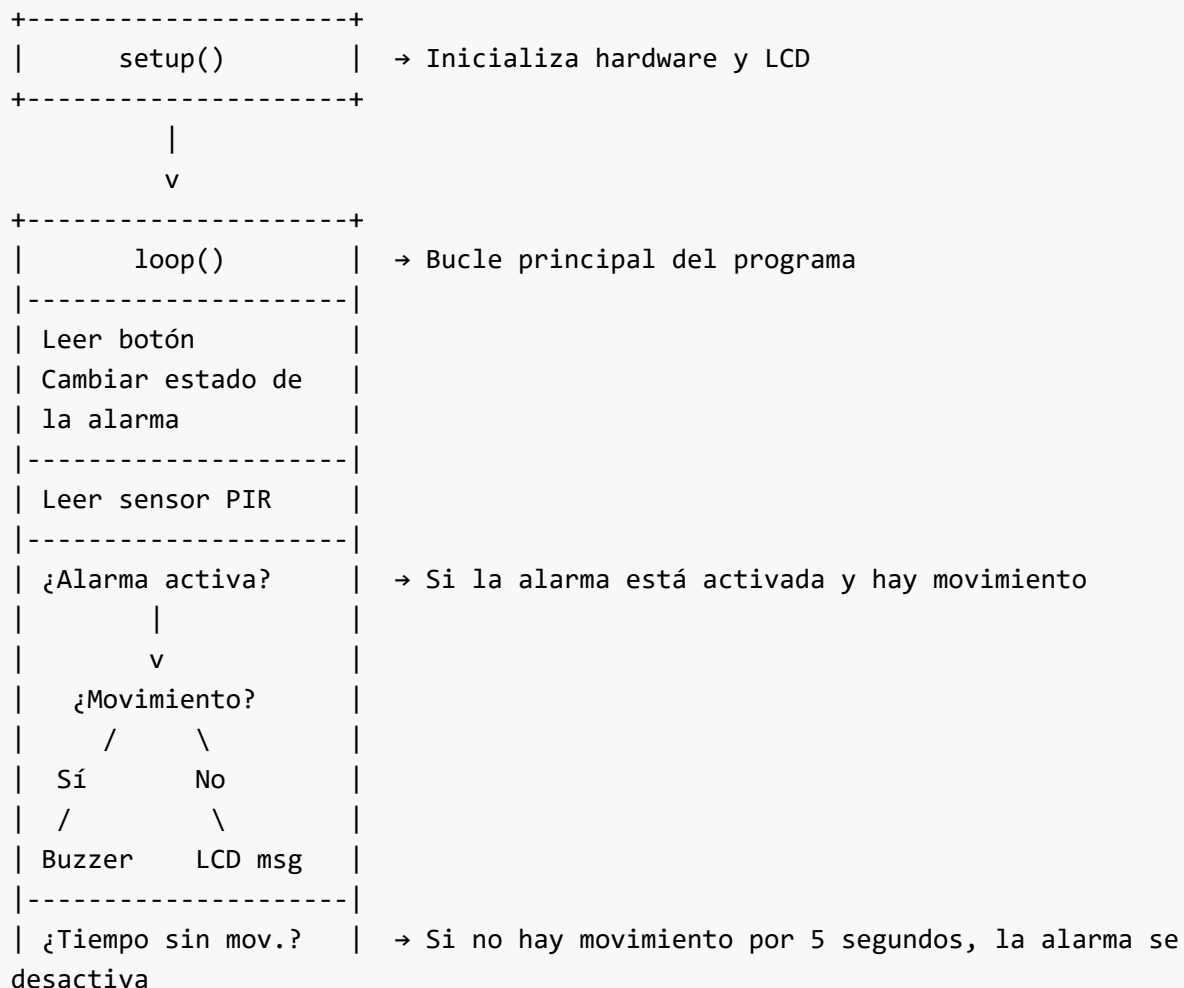 +---------------------+
|      setup()        |  → Inicializa hardware y LCD
+---------------------+
          |
          v
+---------------------+
|       loop()        |  → Bucle principal del programa
|---------------------|
| Leer botón          |
| Cambiar estado de   |
| la alarma           |
|---------------------|
| Leer sensor PIR     |
|---------------------|
| ¿Alarma activa?     |  → Si la alarma está activada y hay movimiento
|        |            |
|        v            |
|   ¿Movimiento?      |
|     /     \         |
|  Sí       No        |
|  /         \        |
| Buzzer    LCD msg   |
|---------------------|
| ¿Tiempo sin mov.?   |  → Si no hay movimiento por 5 segundos, la alarma se
desactiva